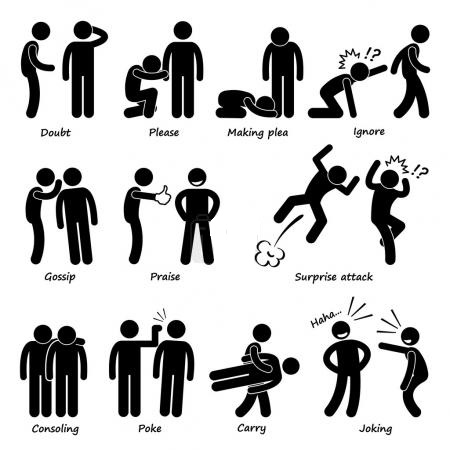 !?
Doubt
Please
Making plea
Ignore
!?
Gossip
Praise
Surprise attack
Haha...
Consoling
Poke
Carry
Joking